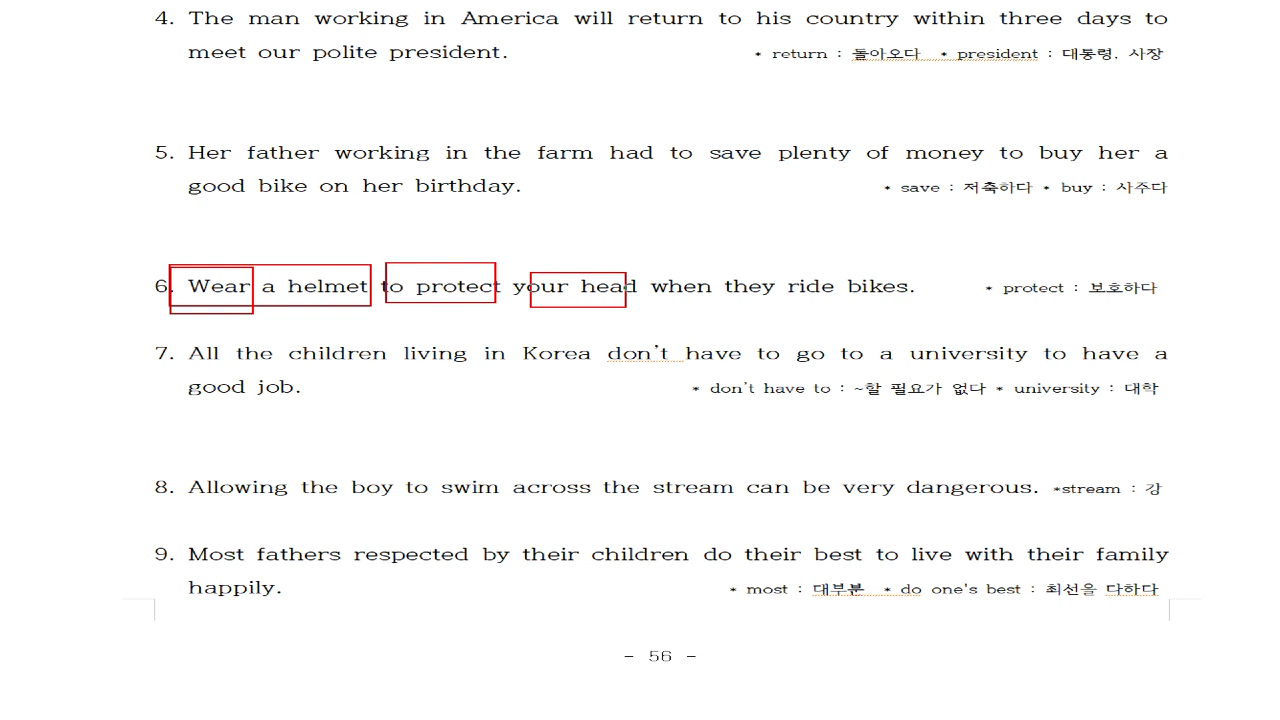 4. The man working in America will return to his country within three days to
meet our polite president. * return : 돌아오다 * president : 대통령, 사장
5. Her father working in the farm had to save plenty of money to buy her a
good bike on her birthday. * save : 저축하다 * buy : 사주다
6. Wear a helmet to protect your head when they ride bikes. * protect : 보호하다
7. All the children living in Korea don't have to go to a university to have a
good job. * don't have to : ~할 필요가 없다 * university : 대학
8. Allowing the boy to swim across the stream can be very dangerous. *stream : 강
9. Most fathers respected by their children do their best to live with their family
happily. * most : 대부분 * do one's best : 최선을 다하다
- 56 -